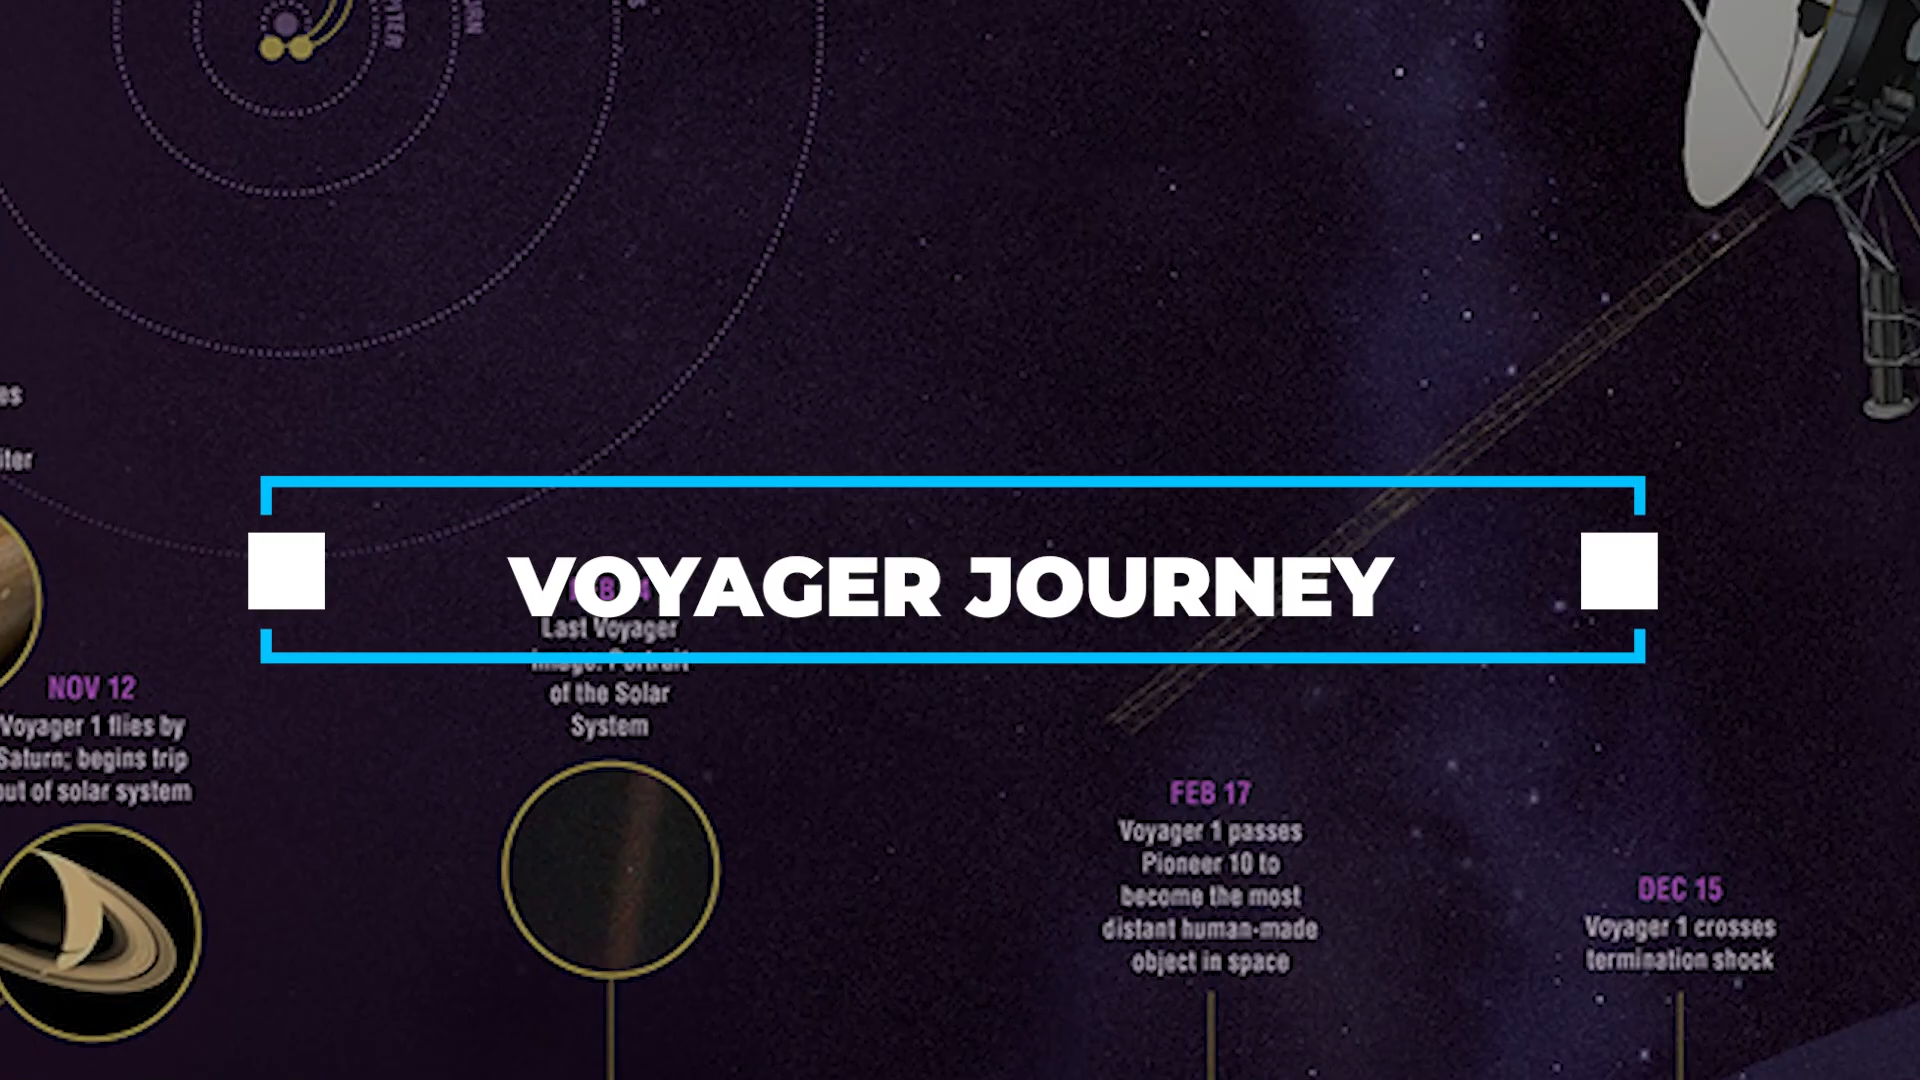 VOYAGER JOURNEY
Last Voyager
Image: Portrait
of the Solar
System
NOV 12
Voyager 1 flies by
Saturn; begins trip
out of solar system
FEB 17
Voyager 1 passes
Pioneer 10 to
become the most
distant human-made
object in space
DEC 15
Voyager 1 crosses
termination shock